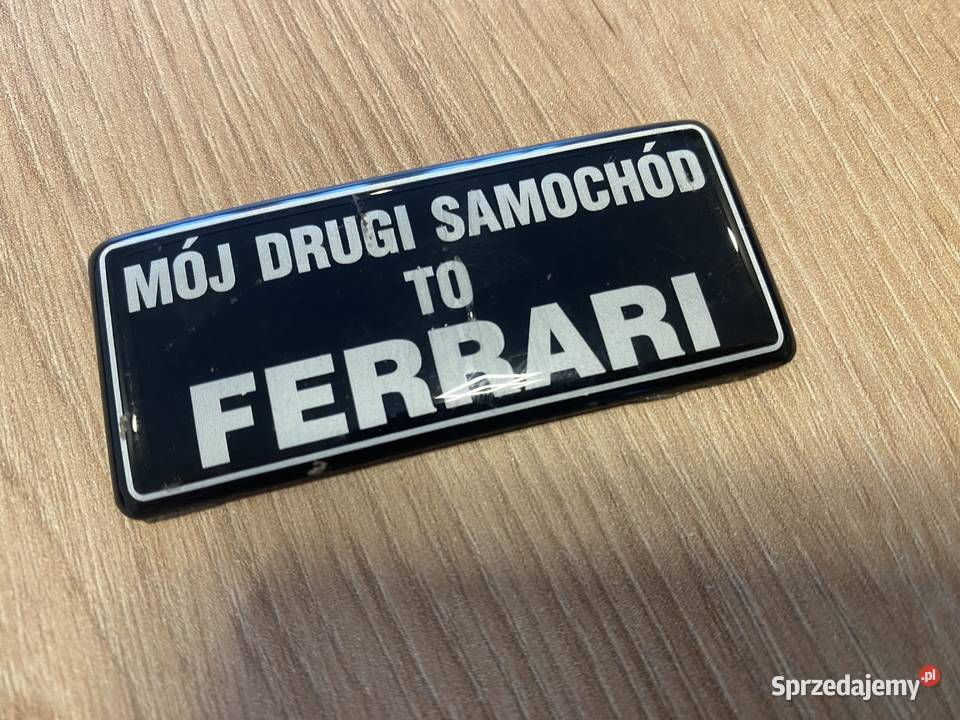 MÓJ DRUGI SAMOCHÓD
TO
FERRARI
Sprzedajemy.pl